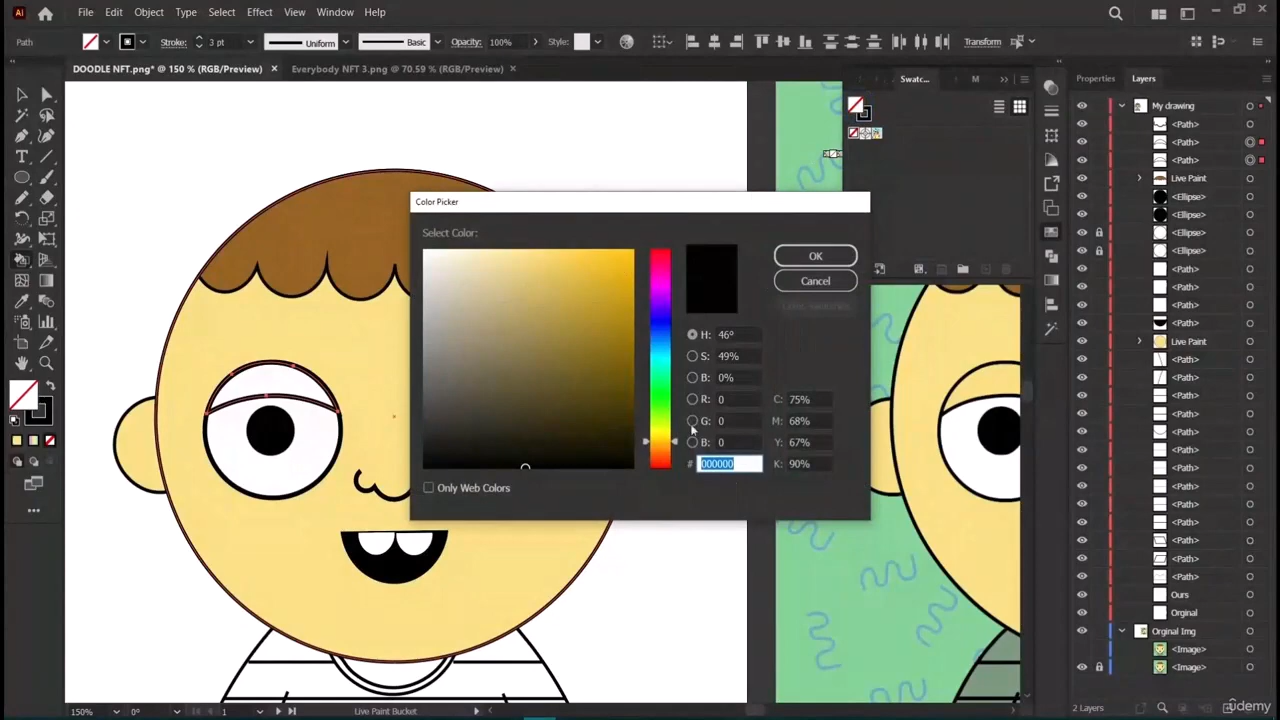 Ai File Edit Object Type Select Effect View Window Help
Path Stroke: 3 pt Uniform Basic Opacity: 100% Style: Transform
DOODLE NFT.png* @ 150 % (RGB/Preview) × Everybody NFT 3.png @ 70.59 % (RGB/Preview) ×
Swatc... M Properties Layers
My drawing
<Path>
<Path>
<Path>
Live Paint
<Ellipse>
<Ellipse>
<Ellipse>
<Ellipse>
<Path>
<Path>
<Path>
<Path>
Live Paint
<Path>
<Path>
<Path>
<Path>
<Path>
<Path>
<Path>
<Path>
<Path>
<Path>
<Path>
<Path>
<Path>
Ours
Orginal
Orginal Img
<Image>
<Image>
2 Layers
Color Picker
Select Color:
OK
Cancel
H: 46°
S: 49%
B: 0%
R: 0 C: 75%
G: 0 M: 68%
B: 0 Y: 67%
# 000000 K: 90%
Only Web Colors
150% 0° 1 Live Paint Bucket
ûdemy